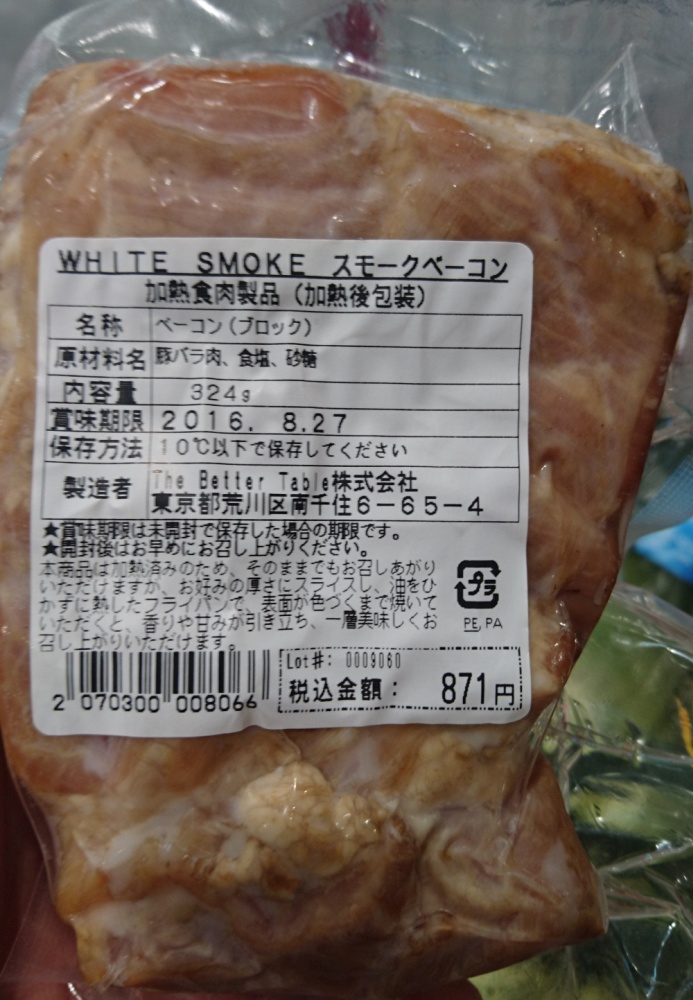 WHITE SMOKE スモークベーコン
加熱食肉製品（加熱後包装）
名称 ベーコン（ブロック）
原材料名 豚バラ肉、食塩、砂糖
内容量 324g
賞味期限 2016. 8.27
保存方法 10℃以下で保存してください
製造者 The Better Table株式会社
東京都荒川区南千住6－65－4
★賞味期限は未開封で保存した場合の期限です。
★開封後はお早めにお召し上がりください。
本商品は加熱済みのため、そのままでもお召しあがり
いただけますが、お好みの厚さにスライスし、油をひ
かずに熱したフライパンで、表面が色づくまで焼いて
いただくと、香りや甘みが引き立ち、一層美味しくお
召し上がりいただけます。
プラ
PE, PA
Lot#: 0009060
税込金額： 871円
2 070300 008066